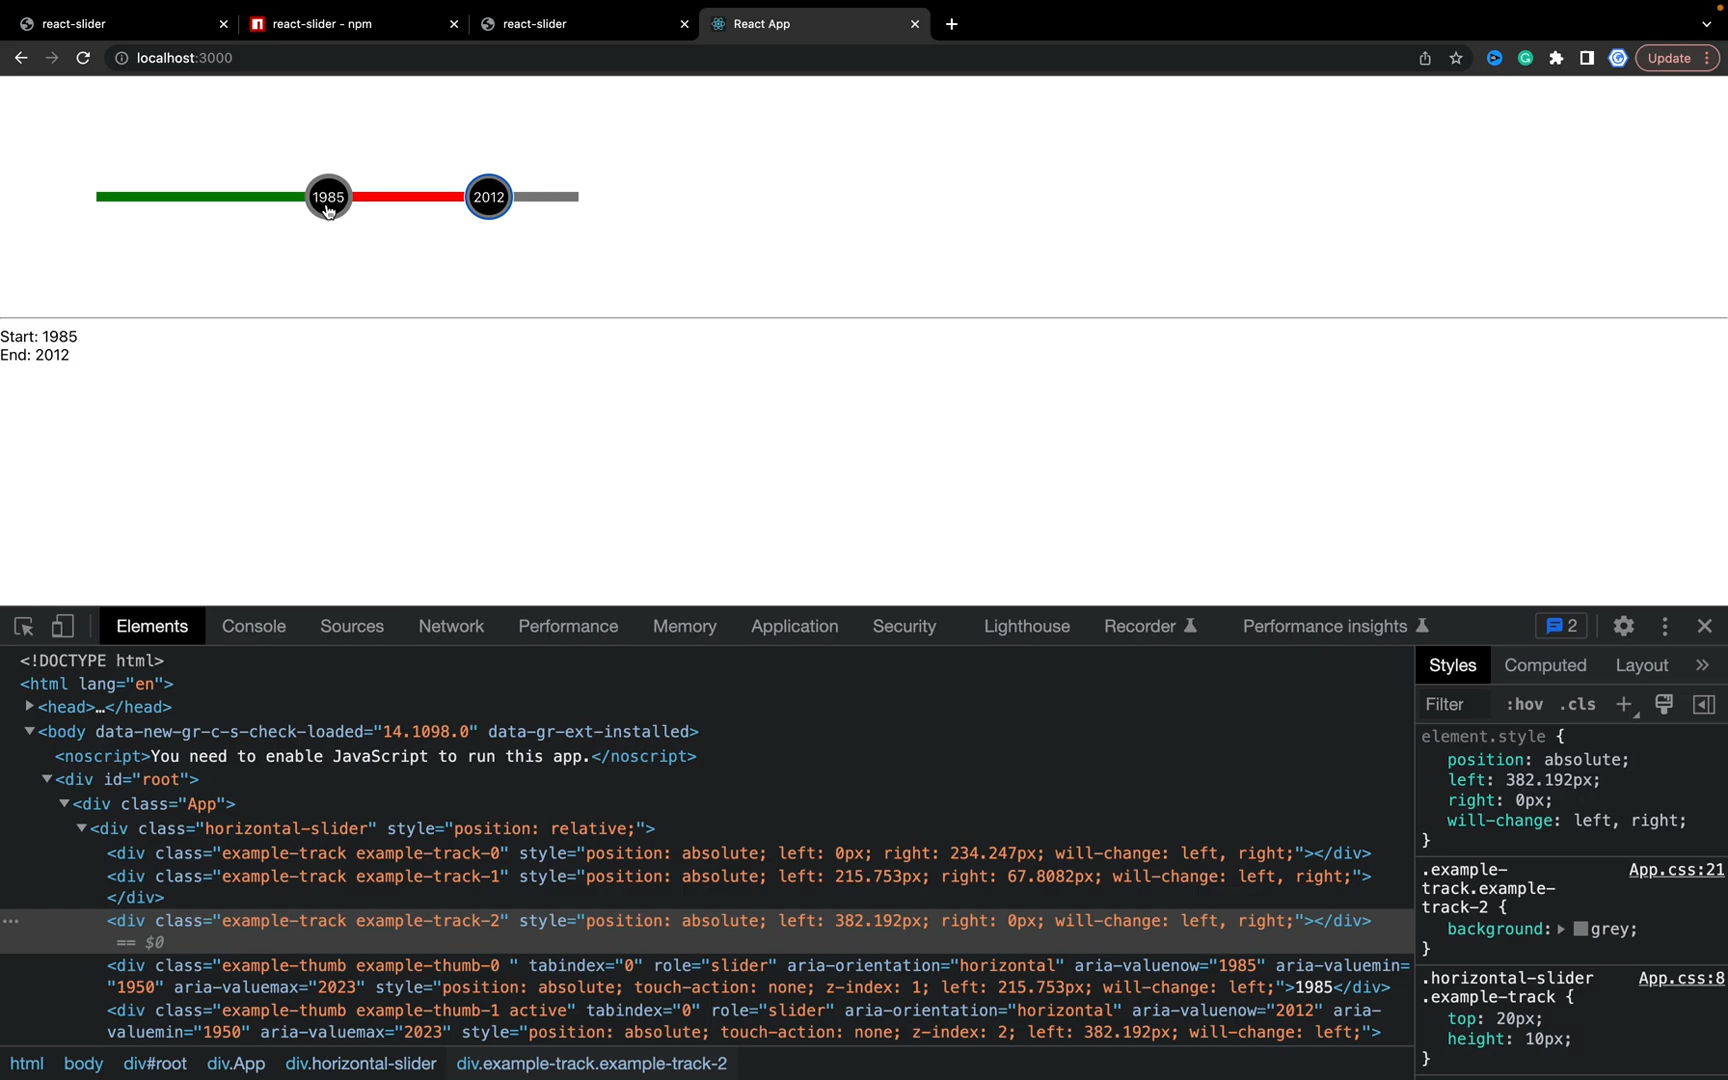 react-slider
react-slider - npm
react-slider
React App
localhost:3000
Update
1985
2012
Start: 1985
End: 2012
Elements
Console
Sources
Network
Performance
Memory
Application
Security
Lighthouse
Recorder
Performance insights
2
<!DOCTYPE html>
<html lang="en">
<head>…</head>
<body data-new-gr-c-s-check-loaded="14.1098.0" data-gr-ext-installed>
<noscript>You need to enable JavaScript to run this app.</noscript>
<div id="root">
<div class="App">
<div class="horizontal-slider" style="position: relative;">
<div class="example-track example-track-0" style="position: absolute; left: 0px; right: 234.247px; will-change: left, right;"></div>
<div class="example-track example-track-1" style="position: absolute; left: 215.753px; right: 67.8082px; will-change: left, right;">
</div>
<div class="example-track example-track-2" style="position: absolute; left: 382.192px; right: 0px; will-change: left, right;"></div>
== $0
<div class="example-thumb example-thumb-0 " tabindex="0" role="slider" aria-orientation="horizontal" aria-valuenow="1985" aria-valuemin=
"1950" aria-valuemax="2023" style="position: absolute; touch-action: none; z-index: 1; left: 215.753px; will-change: left;">1985</div>
<div class="example-thumb example-thumb-1 active" tabindex="0" role="slider" aria-orientation="horizontal" aria-valuenow="2012" aria-
valuemin="1950" aria-valuemax="2023" style="position: absolute; touch-action: none; z-index: 2; left: 382.192px; will-change: left;">
html
body
div#root
div.App
div.horizontal-slider
div.example-track.example-track-2
Styles
Computed
Layout
Filter
:hov
.cls
element.style {
position: absolute;
left: 382.192px;
right: 0px;
will-change: left, right;
}
.example-
App.css:21
track.example-
track-2 {
background: grey;
}
.horizontal-slider
App.css:8
.example-track {
top: 20px;
height: 10px;
}